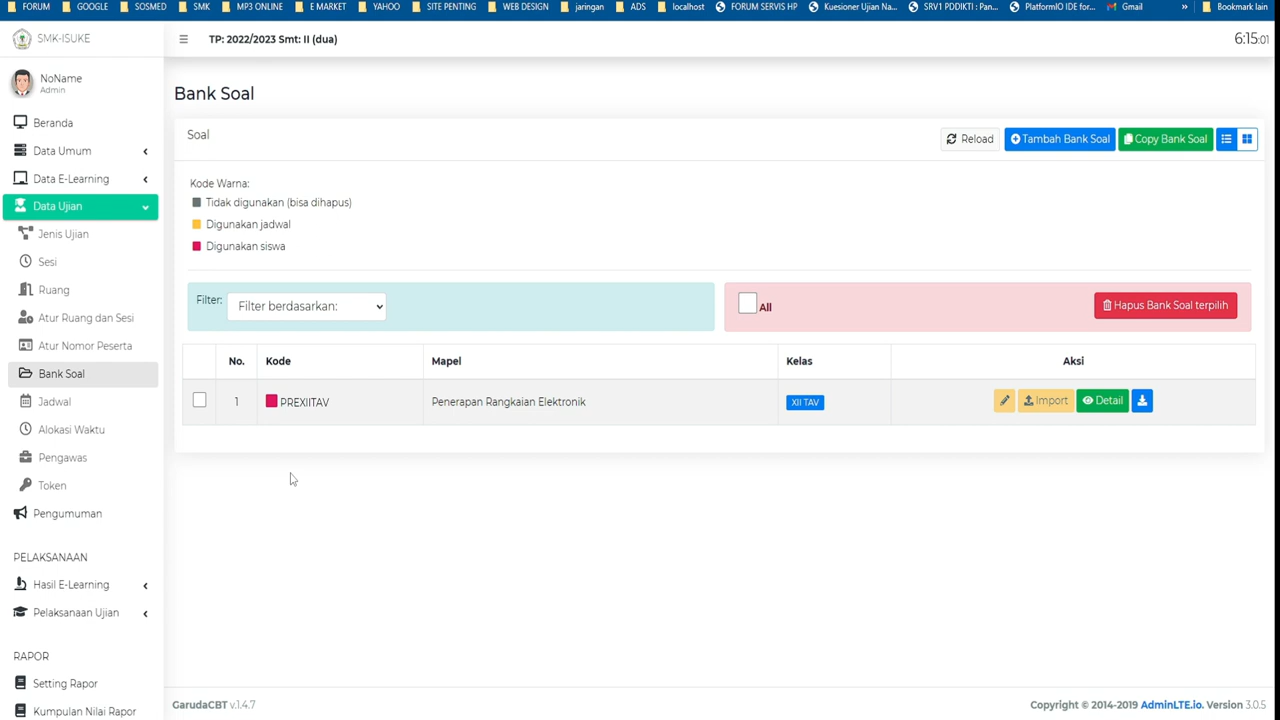 FORUM GOOGLE SOSMED SMK MP3 ONLINE E MARKET YAHOO SITE PENTING WEB DESIGN jaringan ADS localhost FORUM SERVIS HP Kuesioner Ujian Na... SRV1 PDDIKTI : Pan... PlatformIO IDE for... Gmail » Bookmark lain
SMK-ISUKE
TP: 2022/2023 Smt: II (dua)
6:15:01
NoName
Admin
Beranda
Data Umum
Data E-Learning
Data Ujian
Jenis Ujian
Sesi
Ruang
Atur Ruang dan Sesi
Atur Nomor Peserta
Bank Soal
Jadwal
Alokasi Waktu
Pengawas
Token
Pengumuman
PELAKSANAAN
Hasil E-Learning
Pelaksanaan Ujian
RAPOR
Setting Rapor
Kumpulan Nilai Rapor
Bank Soal
Soal
Reload Tambah Bank Soal Copy Bank Soal
Kode Warna:
Tidak digunakan (bisa dihapus)
Digunakan jadwal
Digunakan siswa
Filter: Filter berdasarkan: All Hapus Bank Soal terpilih
No. Kode Mapel Kelas Aksi
1 PREXIITAV Penerapan Rangkaian Elektronik XII TAV Import Detail
GarudaCBT v.1.4.7
Copyright © 2014-2019 AdminLTE.io. Version 3.0.5